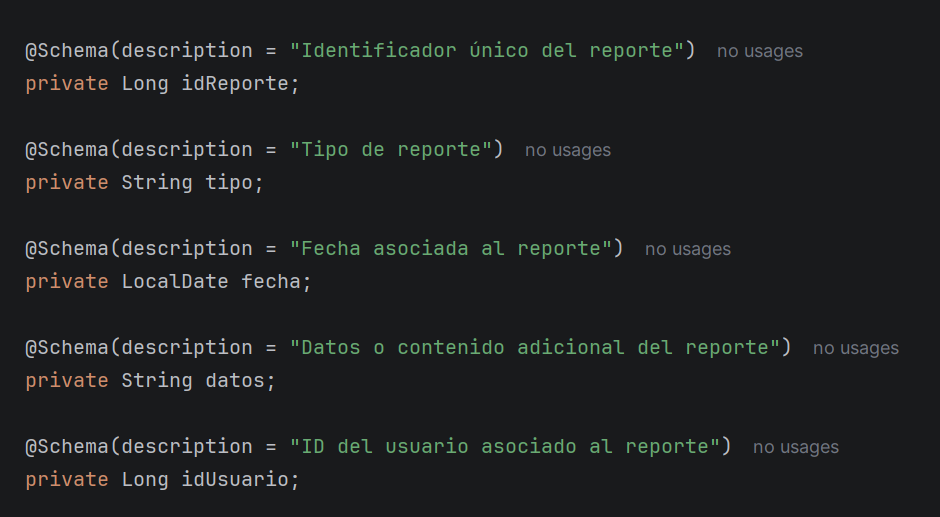 @Schema(description = "Identificador único del reporte") no usages
private Long idReporte;
@Schema(description = "Tipo de reporte") no usages
private String tipo;
@Schema(description = "Fecha asociada al reporte") no usages
private LocalDate fecha;
@Schema(description = "Datos o contenido adicional del reporte") no usages
private String datos;
@Schema(description = "ID del usuario asociado al reporte") no usages
private Long idUsuario;